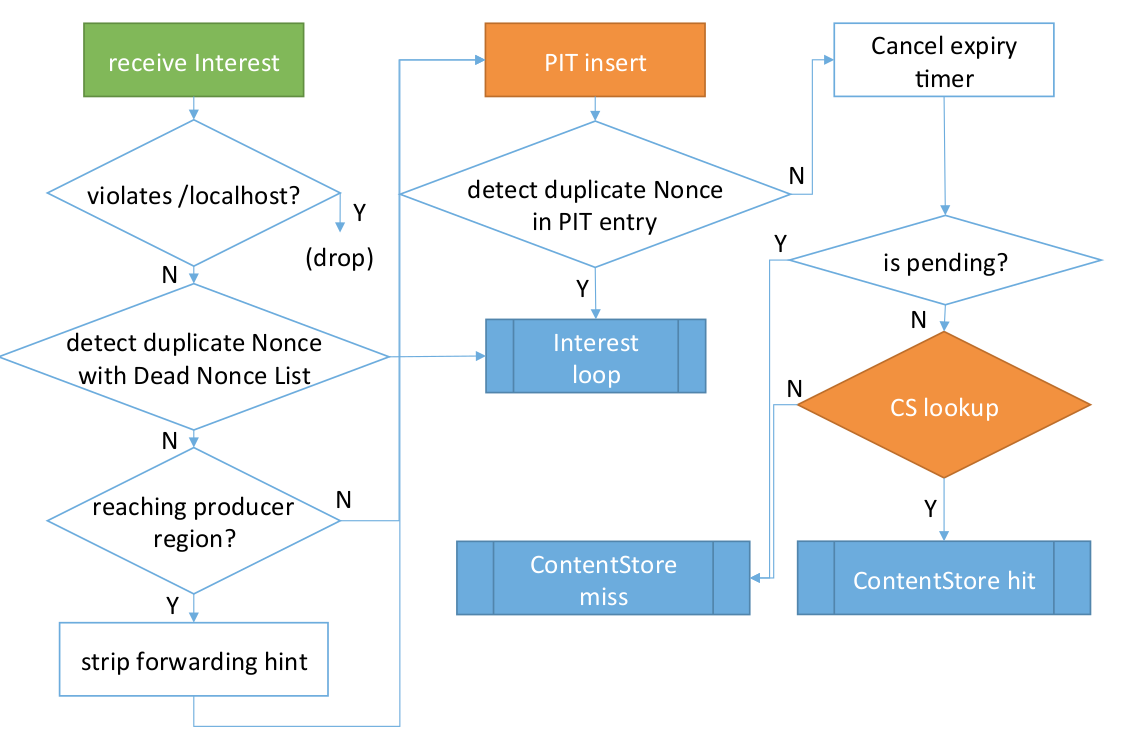 receive Interest
violates /localhost?
Y
(drop)
N
detect duplicate Nonce
with Dead Nonce List
N
reaching producer
region?
N
Y
strip forwarding hint
PIT insert
detect duplicate Nonce
in PIT entry
N
Y
Interest
loop
Cancel expiry
timer
is pending?
Y
N
CS lookup
N
Y
ContentStore
miss
ContentStore hit